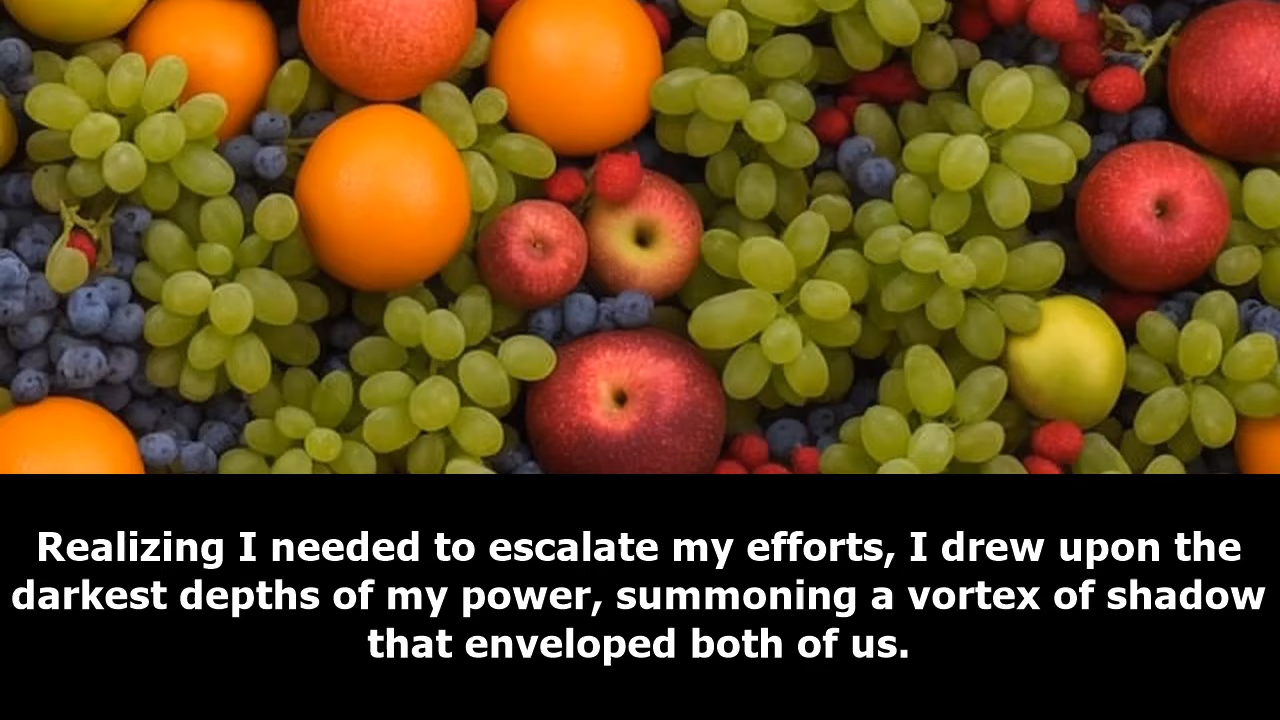 Realizing I needed to escalate my efforts, I drew upon the
darkest depths of my power, summoning a vortex of shadow
that enveloped both of us.